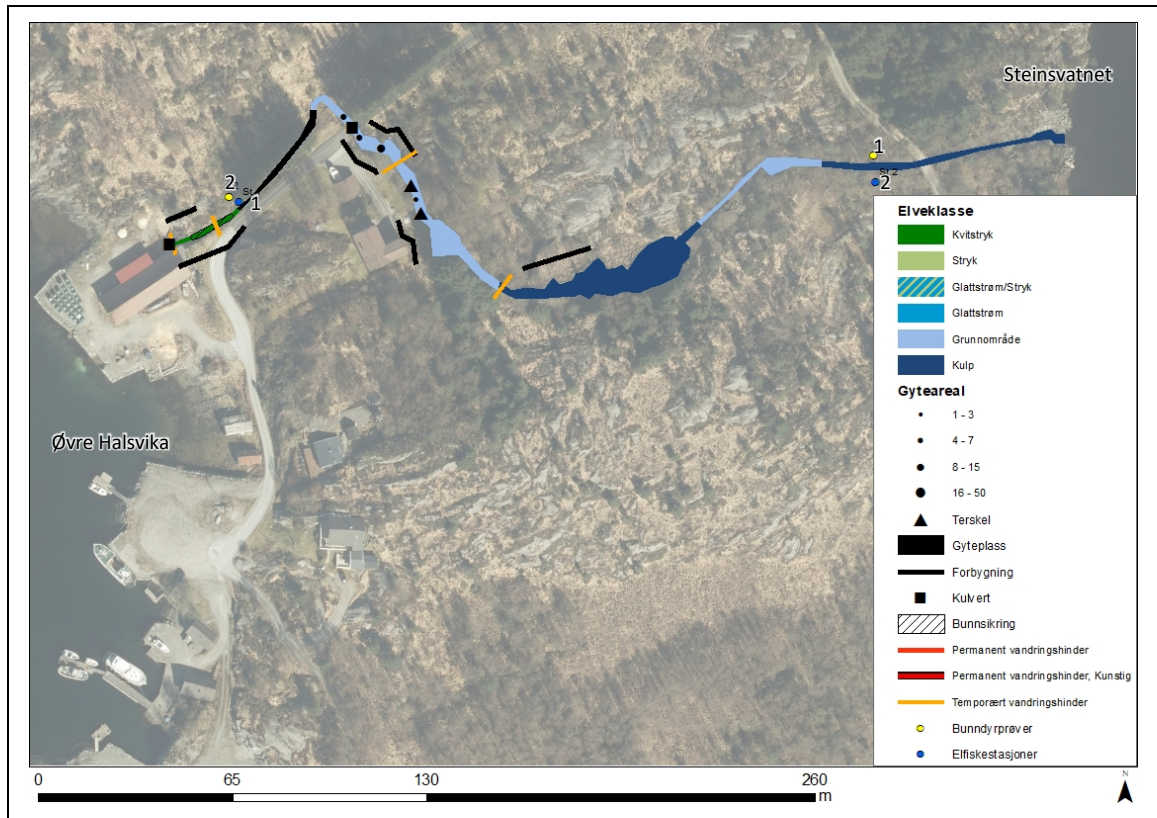 Steinsvatnet
1
2
St 2
2
St
1
Øvre Halsvika
Elveklasse
Kvitstryk
Stryk
Glattstrøm/Stryk
Glattstrøm
Grunnområde
Kulp
Gyteareal
1 - 3
4 - 7
8 - 15
16 - 50
Terskel
Gyteplass
Forbygning
Kulvert
Bunnsikring
Permanent vandringshinder
Permanent vandringshinder, Kunstig
Temporært vandringshinder
Bunndyrprøver
Elfiskestasjoner
0 65 130 260
m
N